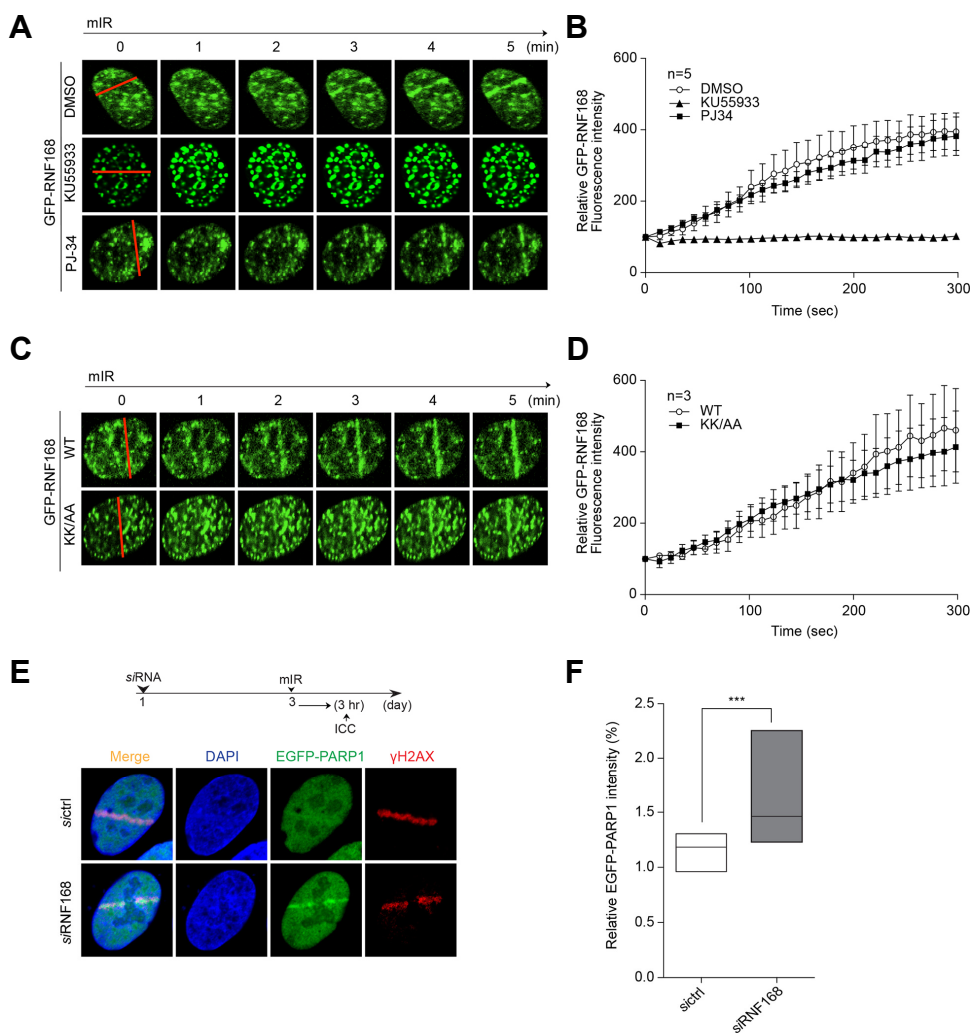 A
mIR
0 1 2 3 4 5 (min)
GFP-RNF168
DMSO
KU55933
PJ-34
B
Relative GFP-RNF168
Fluorescence intensity
600
400
200
0
n=5
DMSO
KU55933
PJ34
0 100 200 300
Time (sec)
C
mIR
0 1 2 3 4 5 (min)
GFP-RNF168
WT
KK/AA
D
Relative GFP-RNF168
Fluorescence intensity
600
400
200
0
n=3
WT
KK/AA
0 100 200 300
Time (sec)
E
siRNA mIR
1 3 (3 hr) (day)
ICC
Merge DAPI EGFP-PARP1 γH2AX
sictrl
siRNF168
F
Relative EGFP-PARP1 intensity (%)
2.5
2.0
1.5
1.0
0.5
0.0
***
sictrl
siRNF168